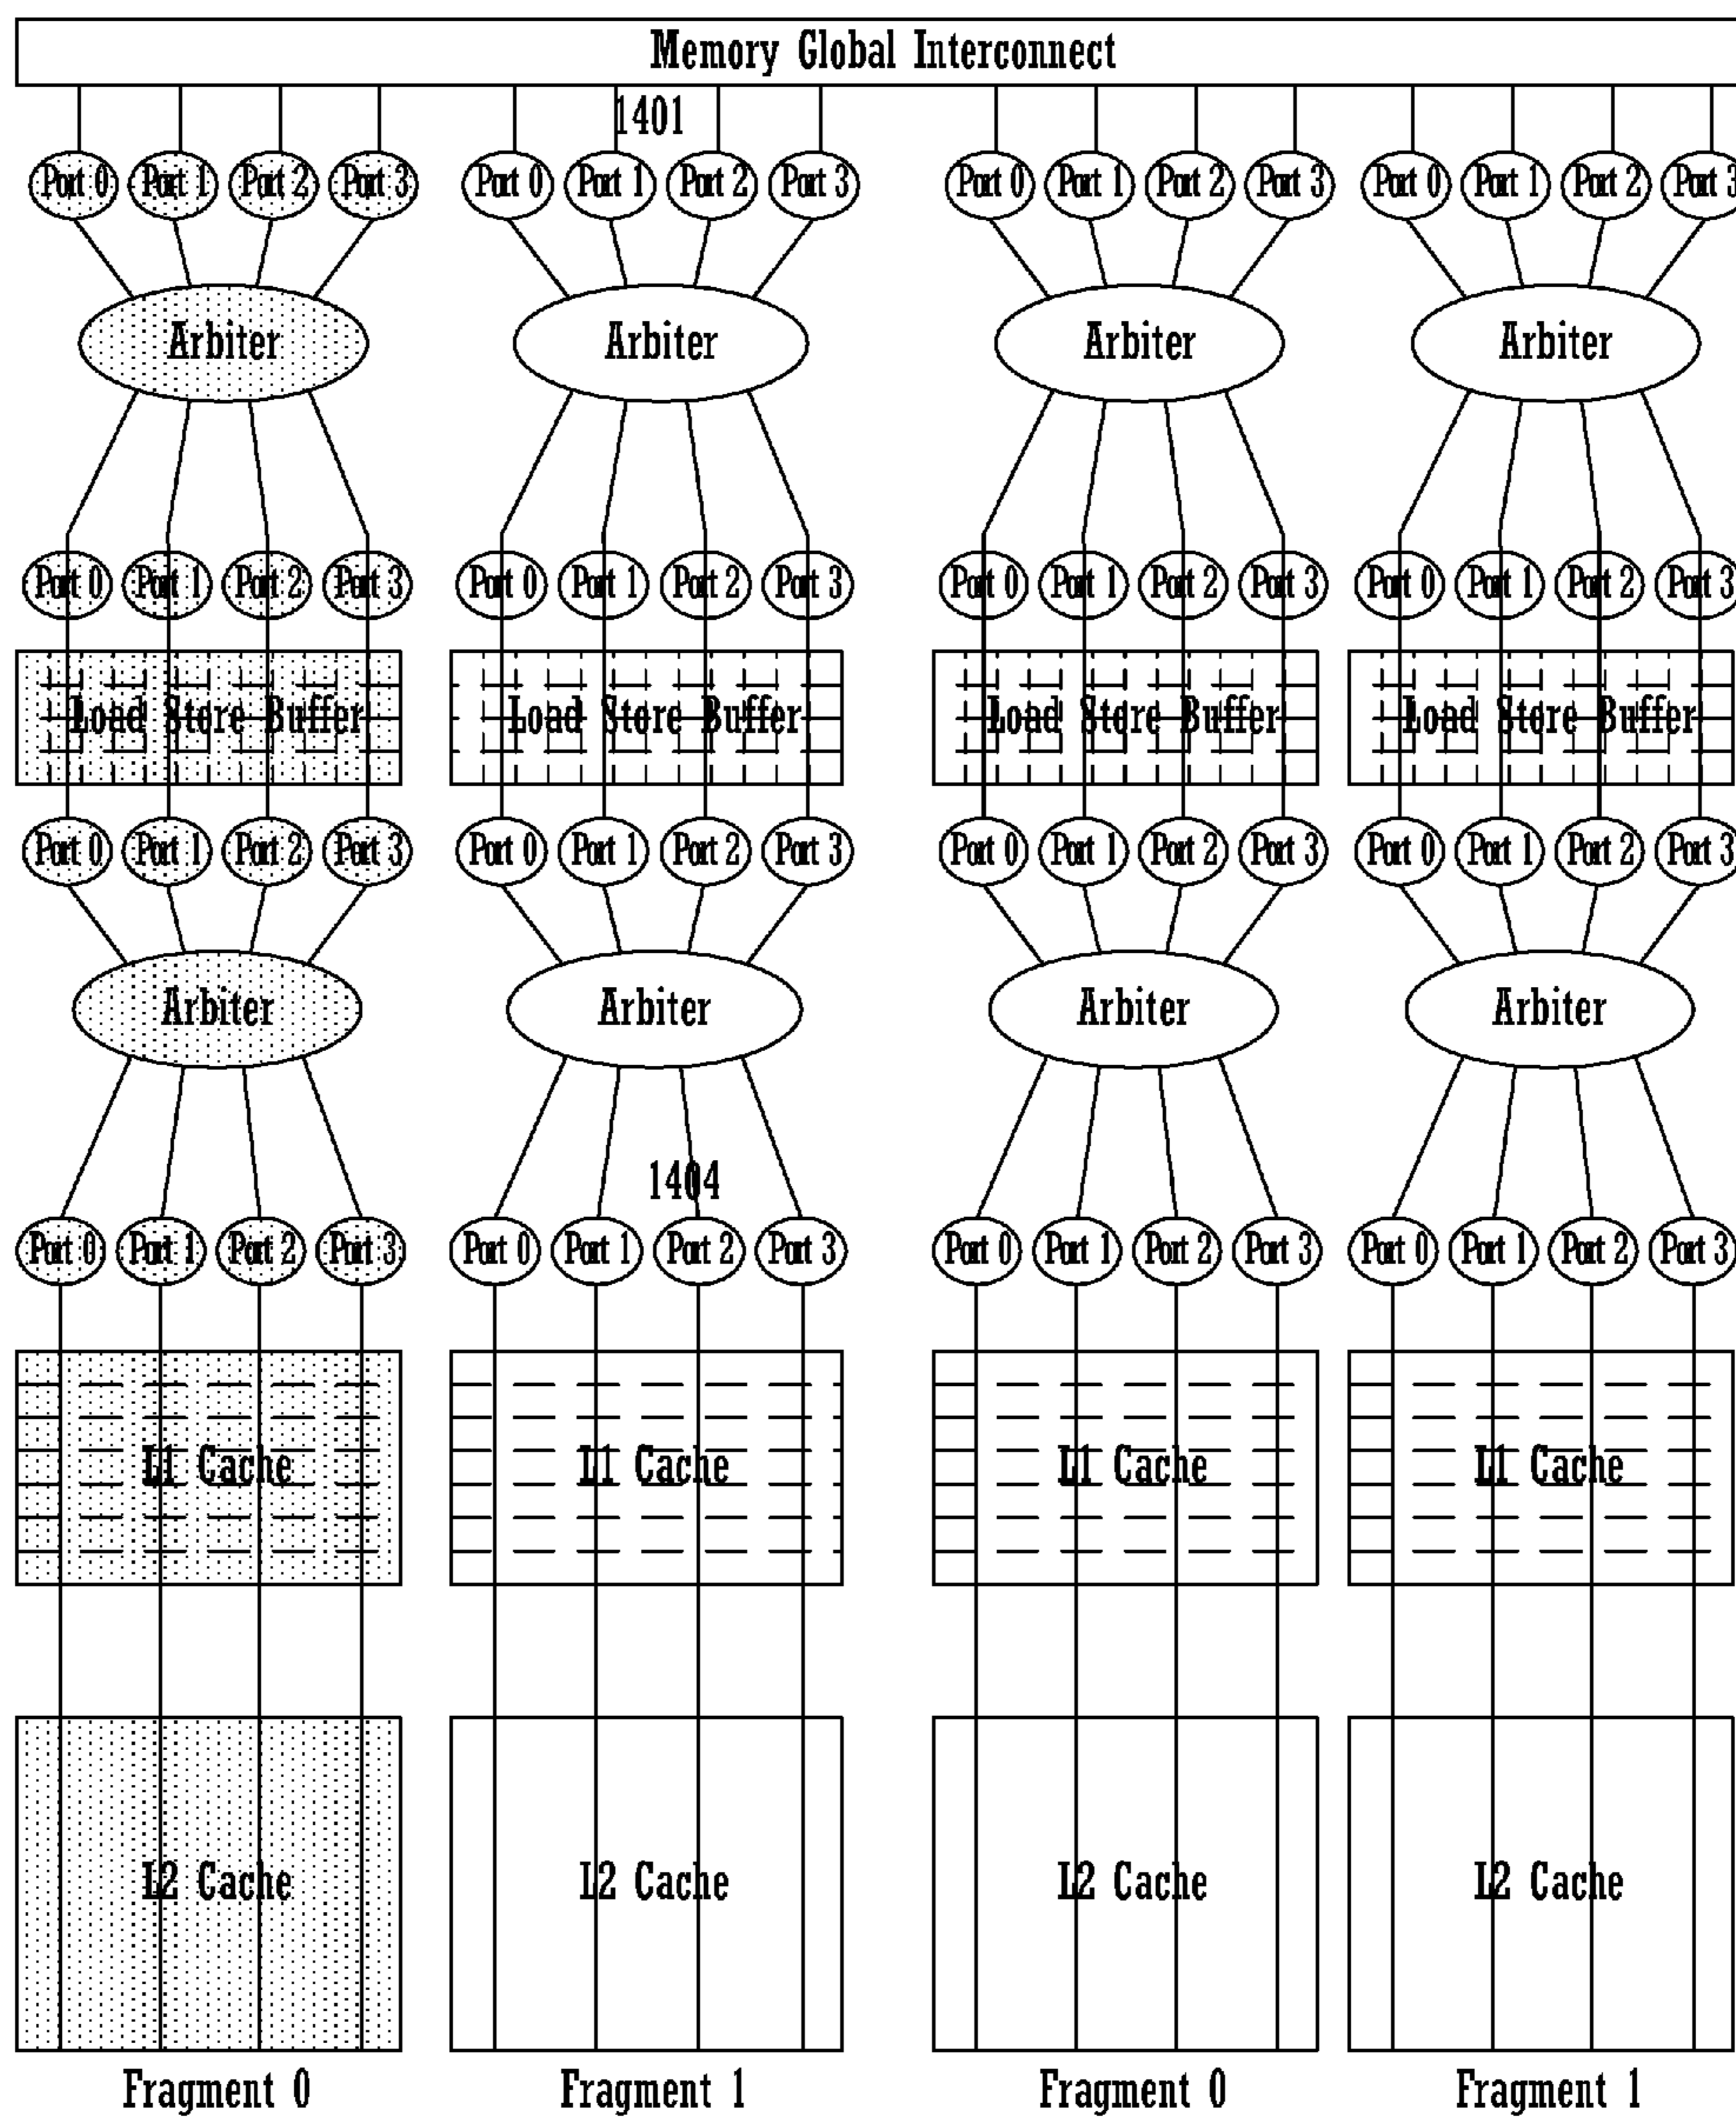 Memory Global Interconnect
1401
Port 0 Port 1 Port 2 Port 3 Port 0 Port 1 Port 2 Port 3 Port 0 Port 1 Port 2 Port 3 Port 0 Port 1 Port 2 Port 3
Arbiter Arbiter Arbiter Arbiter
Port 0 Port 1 Port 2 Port 3 Port 0 Port 1 Port 2 Port 3 Port 0 Port 1 Port 2 Port 3 Port 0 Port 1 Port 2 Port 3
Load Store Buffer Load Store Buffer Load Store Buffer Load Store Buffer
Port 0 Port 1 Port 2 Port 3 Port 0 Port 1 Port 2 Port 3 Port 0 Port 1 Port 2 Port 3 Port 0 Port 1 Port 2 Port 3
Arbiter Arbiter Arbiter Arbiter
1404
Port 0 Port 1 Port 2 Port 3 Port 0 Port 1 Port 2 Port 3 Port 0 Port 1 Port 2 Port 3 Port 0 Port 1 Port 2 Port 3
L1 Cache L1 Cache L1 Cache L1 Cache
L2 Cache L2 Cache L2 Cache L2 Cache
Fragment 0 Fragment 1 Fragment 0 Fragment 1